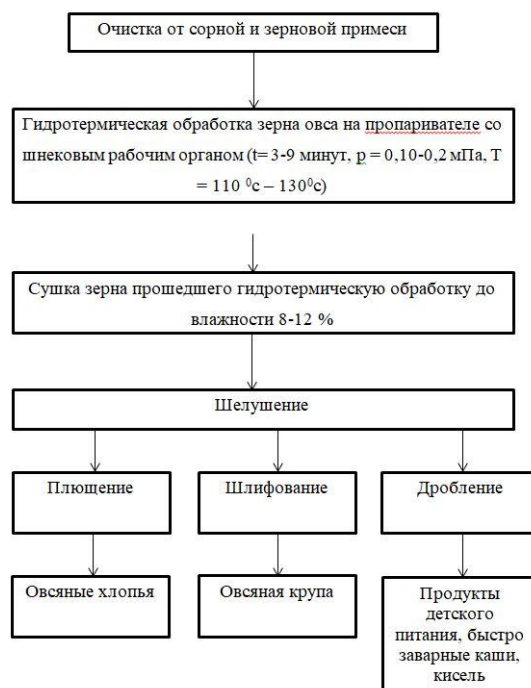 Очистка от сорной и зерновой примеси
Гидротермическая обработка зерна овса на пропаривателе со
шнековым рабочим органом (t= 3-9 минут, p = 0,10-0,2 мПа, Т
= 110 ⁰с – 130⁰с)
Сушка зерна прошедшего гидротермическую обработку до
влажности 8-12 %
Шелушение
Плющение
Шлифование
Дробление
Овсяные хлопья
Овсяная крупа
Продукты
детского
питания, быстро
заварные каши,
кисель